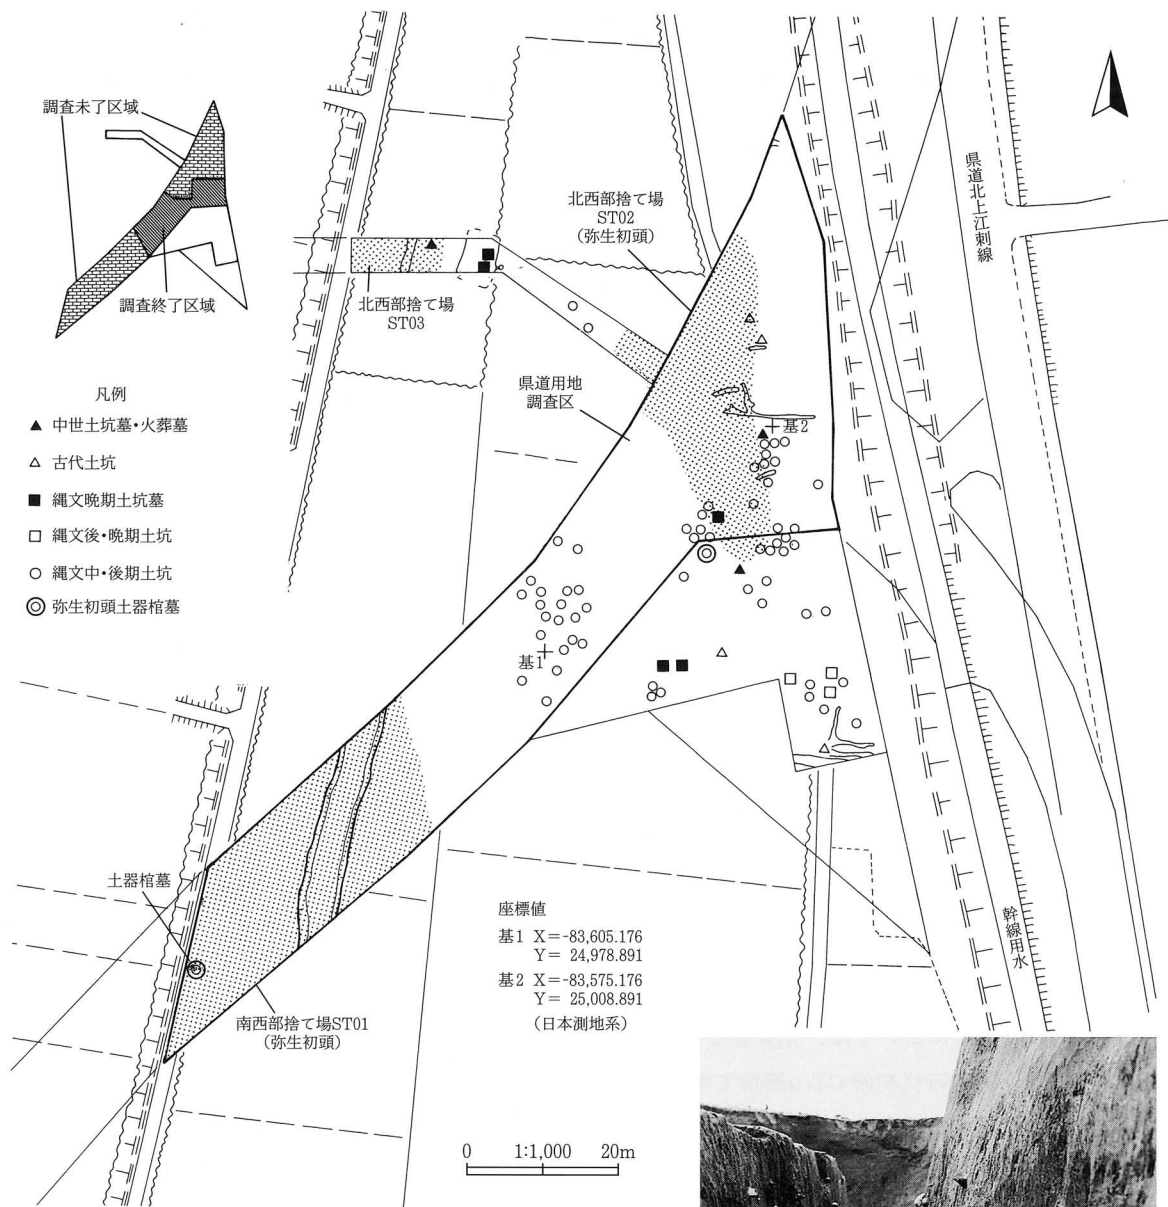 調査未了区域
調査終了区域
北西部捨て場
ST02
(弥生初頭)
県道北上江刺線
北西部捨て場
ST03
県道用地
調査区
凡例
中世土坑墓・火葬墓
古代土坑
縄文晩期土坑墓
縄文後・晩期土坑
縄文中・後期土坑
弥生初頭土器棺墓
基2
基1
土器棺墓
南西部捨て場ST01
(弥生初頭)
座標値
基1 X=-83,605.176
Y= 24,978.891
基2 X=-83,575.176
Y= 25,008.891
(日本測地系)
幹線用水
0 1:1,000 20m